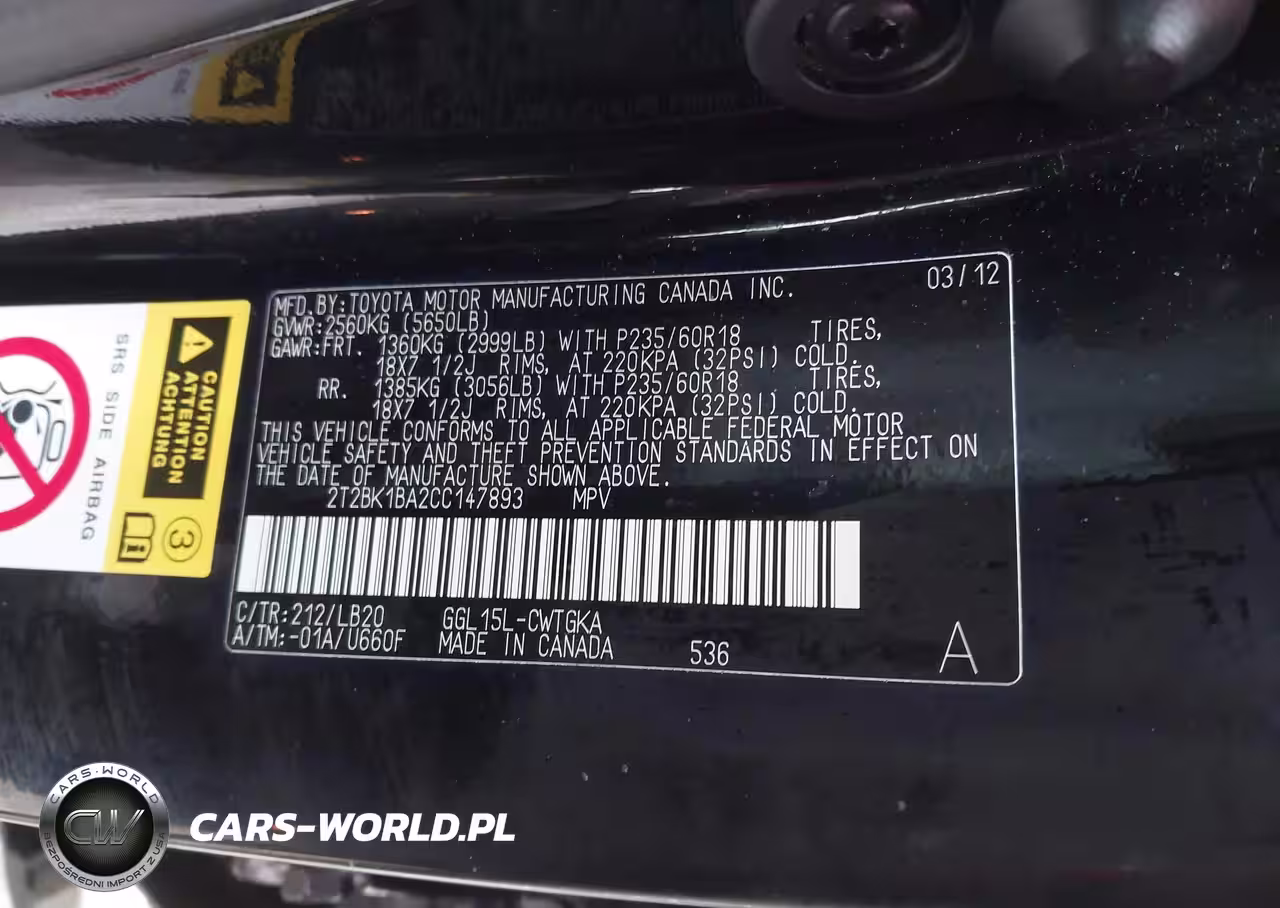 MFD.BY:TOYOTA MOTOR MANUFACTURING CANADA INC. 03/12
GVWR:2560KG (5650LB)
GAWR:FRT. 1360KG (2999LB) WITH P235/60R18 TIRES,
18X7 1/2J RIMS, AT 220KPA (32PSI) COLD.
RR. 1385KG (3056LB) WITH P235/60R18 TIRES,
18X7 1/2J RIMS, AT 220KPA (32PSI) COLD.
THIS VEHICLE CONFORMS TO ALL APPLICABLE FEDERAL MOTOR
VEHICLE SAFETY AND THEFT PREVENTION STANDARDS IN EFFECT ON
THE DATE OF MANUFACTURE SHOWN ABOVE.
2T2BK1BA2CC147893 MPV
C/TR:212/LB20 GGL15L-CWTGKA
A/TM:-01A/U660F MADE IN CANADA 536 A
CAUTION
ATTENTION
ACHTUNG
3
i
SRS SIDE AIRBAG
CARS-WORLD
CW
BEZPOŚREDNI IMPORT Z USA
CARS-WORLD.PL